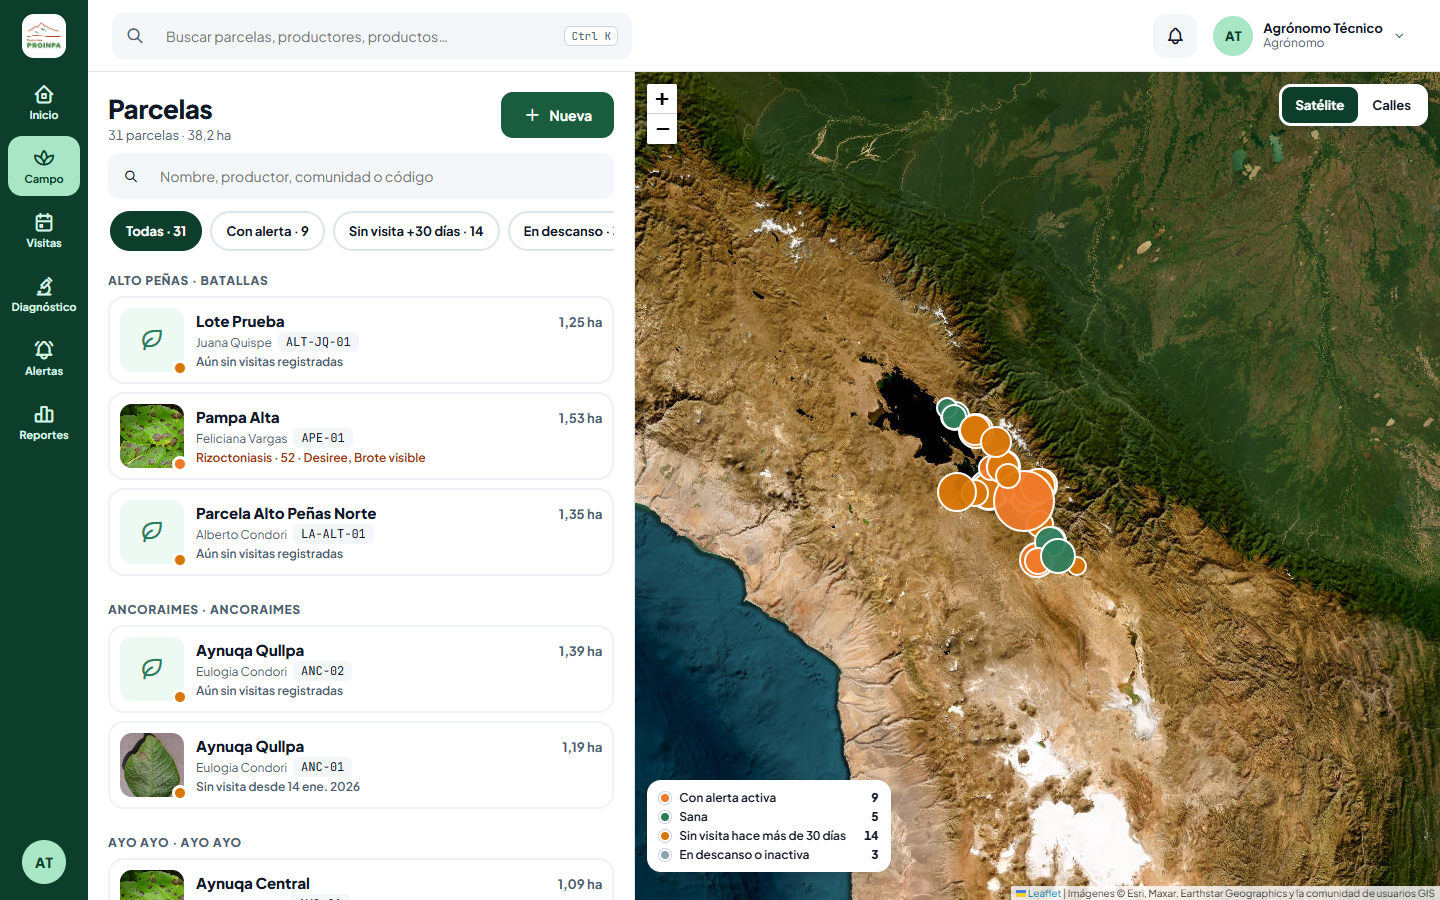 PROINPA
Inicio
Campo
Visitas
Diagnóstico
Alertas
Reportes
AT
Buscar parcelas, productores, productos...
Ctrl K
AT
Agrónomo Técnico
Agrónomo
Parcelas
31 parcelas · 38,2 ha
Nueva
Nombre, productor, comunidad o código
Todas · 31
Con alerta · 9
Sin visita +30 días · 14
En descanso ·
ALTO PEÑAS · BATALLAS
Lote Prueba
1,25 ha
Juana Quispe ALT-JQ-01
Aún sin visitas registradas
Pampa Alta
1,53 ha
Feliciana Vargas APE-01
Rizoctoniasis · 52 · Desiree, Brote visible
Parcela Alto Peñas Norte
1,35 ha
Alberto Condori LA-ALT-01
Aún sin visitas registradas
ANCORAIMES · ANCORAIMES
Aynuqa Qullpa
1,39 ha
Eulogia Condori ANC-02
Aún sin visitas registradas
Aynuqa Qullpa
1,19 ha
Eulogia Condori ANC-01
Sin visita desde 14 ene. 2026
AYO AYO · AYO AYO
Aynuqa Central
1,09 ha
+
−
Satélite
Calles
Con alerta activa 9
Sana 5
Sin visita hace más de 30 días 14
En descanso o inactiva 3
Leaflet | Imágenes © Esri, Maxar, Earthstar Geographics y la comunidad de usuarios GIS